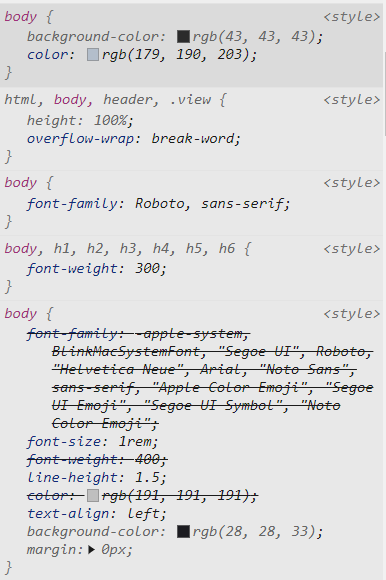 body { <style>
background-color: rgb(43, 43, 43);
color: rgb(179, 190, 203);
}
html, body, header, .view { <style>
height: 100%;
overflow-wrap: break-word;
}
body { <style>
font-family: Roboto, sans-serif;
}
body, h1, h2, h3, h4, h5, h6 { <style>
font-weight: 300;
}
body { <style>
font-family: -apple-system,
BlinkMacSystemFont, "Segoe UI", Roboto,
"Helvetica Neue", Arial, "Noto Sans",
sans-serif, "Apple Color Emoji", "Segoe
UI Emoji", "Segoe UI Symbol", "Noto
Color Emoji";
font-size: 1rem;
font-weight: 400;
line-height: 1.5;
color: rgb(191, 191, 191);
text-align: left;
background-color: rgb(28, 28, 33);
margin: 0px;
}